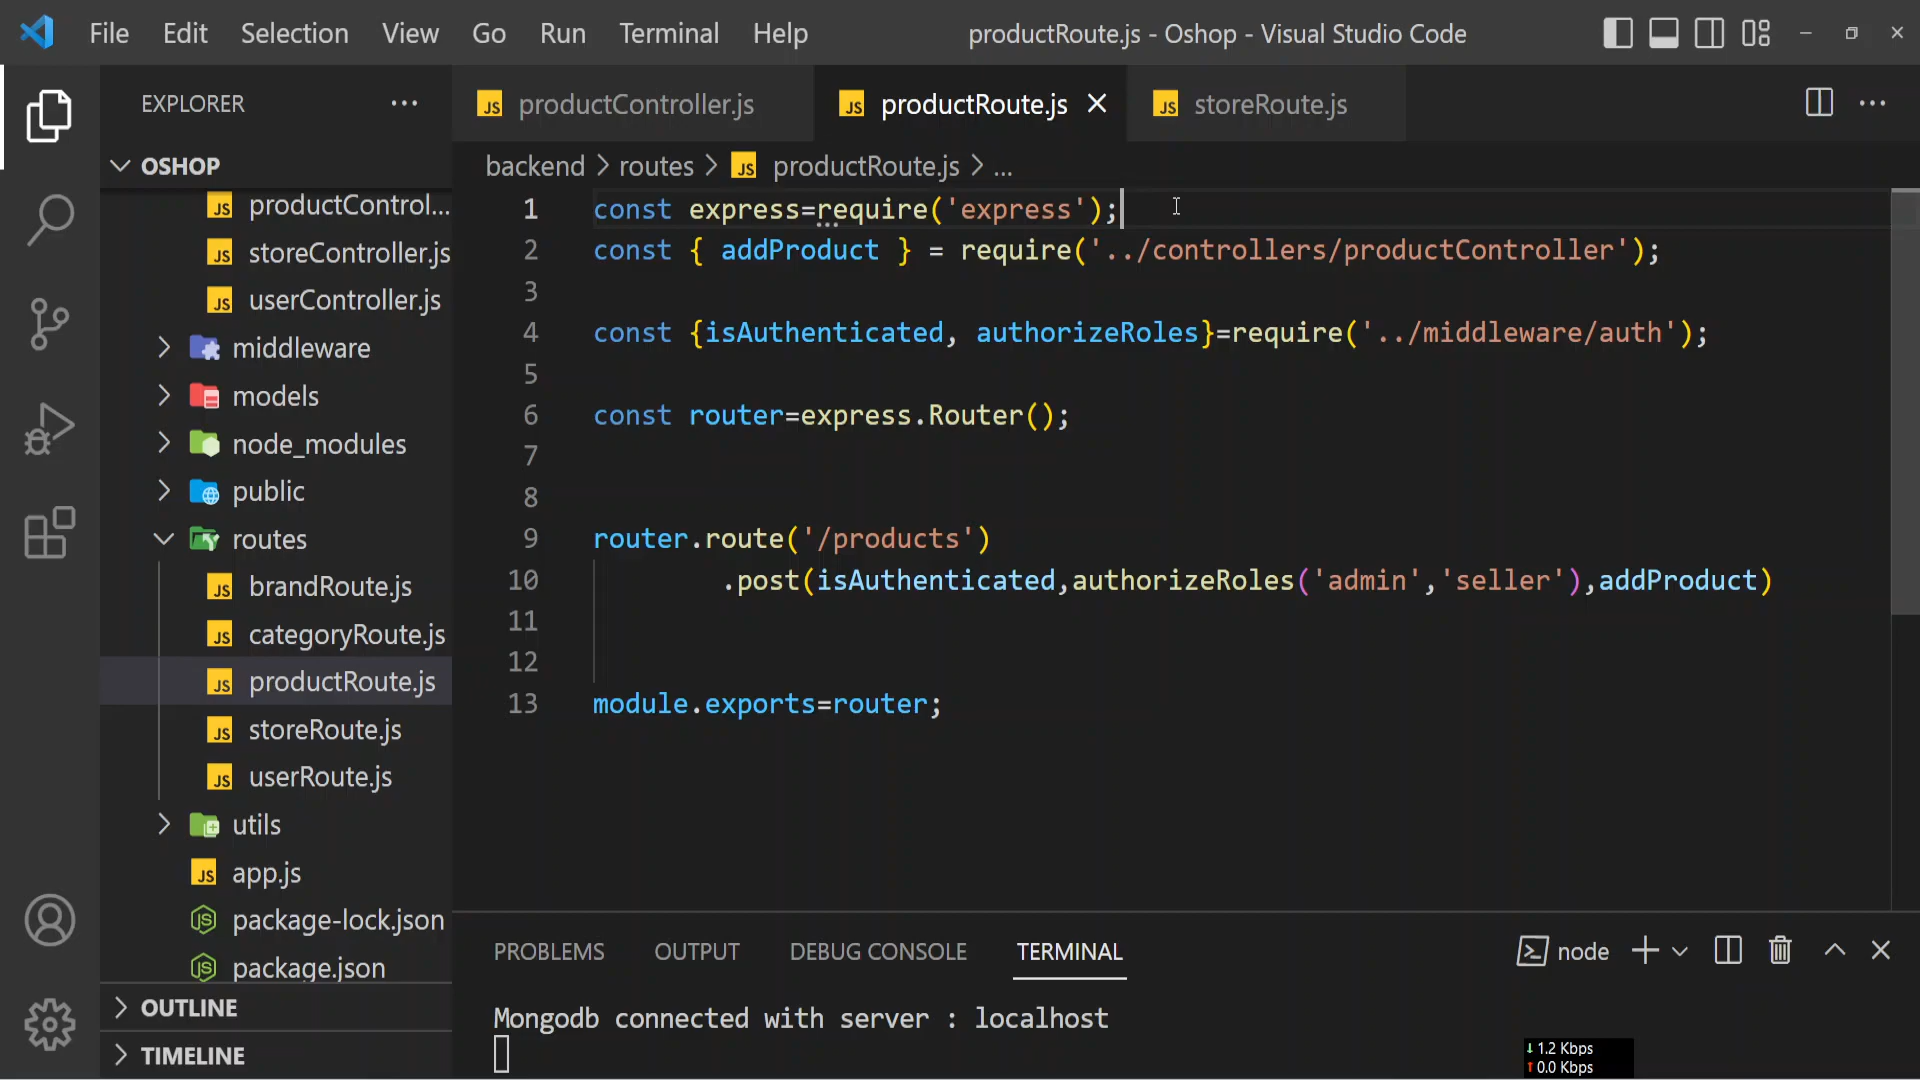 File Edit Selection View Go Run Terminal Help productRoute.js - Oshop - Visual Studio Code
EXPLORER
OSHOP
productControl...
storeController.js
userController.js
middleware
models
node_modules
public
routes
brandRoute.js
categoryRoute.js
productRoute.js
storeRoute.js
userRoute.js
utils
app.js
package-lock.json
package.json
OUTLINE
TIMELINE
productController.js productRoute.js storeRoute.js
backend > routes > productRoute.js > ...
1 const express=require('express');
2 const { addProduct } = require('../controllers/productController');
3
4 const {isAuthenticated, authorizeRoles}=require('../middleware/auth');
5
6 const router=express.Router();
7
8
9 router.route('/products')
10 .post(isAuthenticated,authorizeRoles('admin','seller'),addProduct)
11
12
13 module.exports=router;
PROBLEMS OUTPUT DEBUG CONSOLE TERMINAL node
Mongodb connected with server : localhost
↓ 1.2 Kbps
↑ 0.0 Kbps